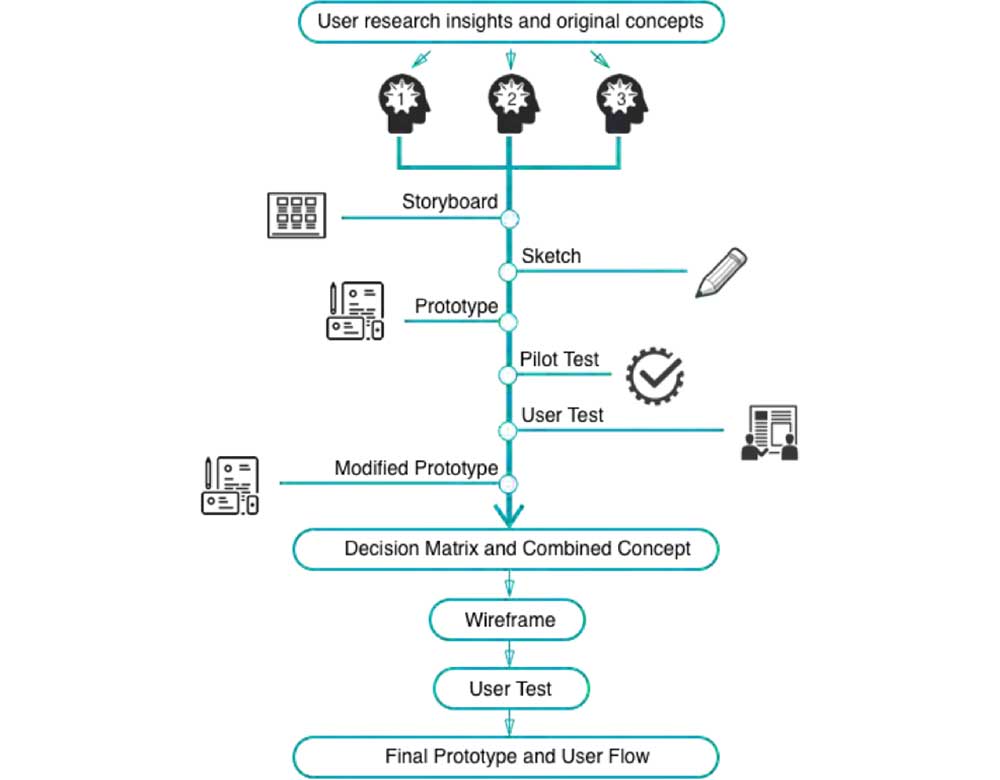 User research insights and original concepts
1 2 3
Storyboard
Sketch
Prototype
Pilot Test
User Test
Modified Prototype
Decision Matrix and Combined Concept
Wireframe
User Test
Final Prototype and User Flow